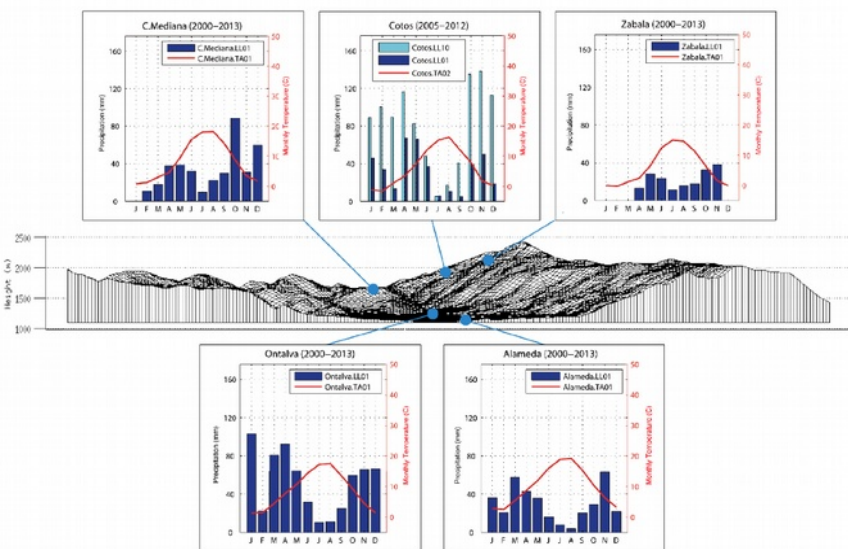 C.Mediana (2000–2013)
C.Mediana.LL01
C.Mediana.TA01
Precipitation (mm)
160
120
80
40
0
50
40
30
20
10
0
Monthly Temperature (C)
J F M A M J J A S O N D
Cotos (2005–2012)
Cotos.LL10
Cotos.LL01
Cotos.TA02
Precipitation (mm)
160
120
80
40
0
50
40
30
20
10
0
Monthly Temperature (C)
J F M A M J J A S O N D
Zabala (2000–2013)
Zabala.LL01
Zabala.TA01
Precipitation (mm)
160
120
80
40
0
50
40
30
20
10
0
Monthly Temperature (C)
J F M A M J J A S O N D
Height (m)
2500
2000
1500
1000
Ontalva (2000–2013)
Ontalva.LL01
Ontalva.TA01
Precipitation (mm)
160
120
80
40
0
50
40
30
20
10
0
Monthly Temperature (C)
J F M A M J J A S O N D
Alameda (2000–2013)
Alameda.LL01
Alameda.TA01
Precipitation (mm)
160
120
80
40
0
50
40
30
20
10
0
Monthly Temperature (C)
J F M A M J J A S O N D